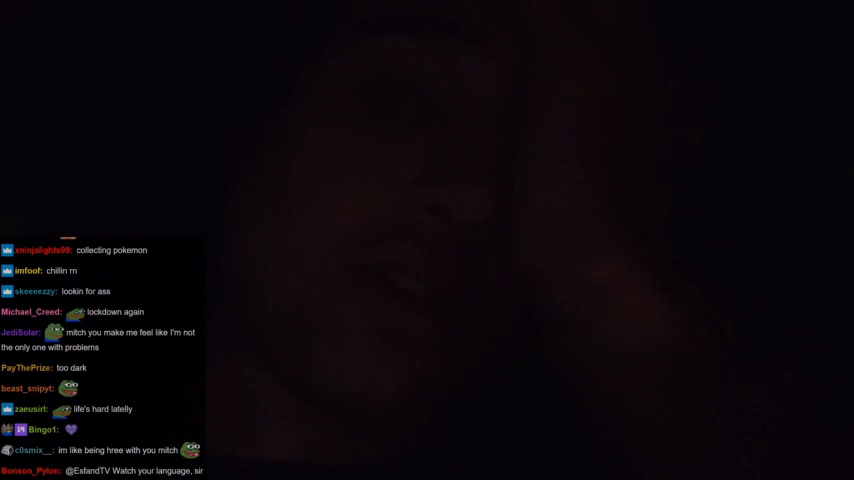 xninjalights99: collecting pokemon
imfoof: chillin rn
skeeeezzy: lookin for ass
Michael_Creed: lockdown again
JediSolar: mitch you make me feel like I'm not
the only one with problems
PayThePrize: too dark
beast_snipyt:
zaeusirl: life's hard latelly
19 Bingo1:
c0smix__: im like being hree with you mitch
Bonson_Pylon: @EsfandTV Watch your language, sir